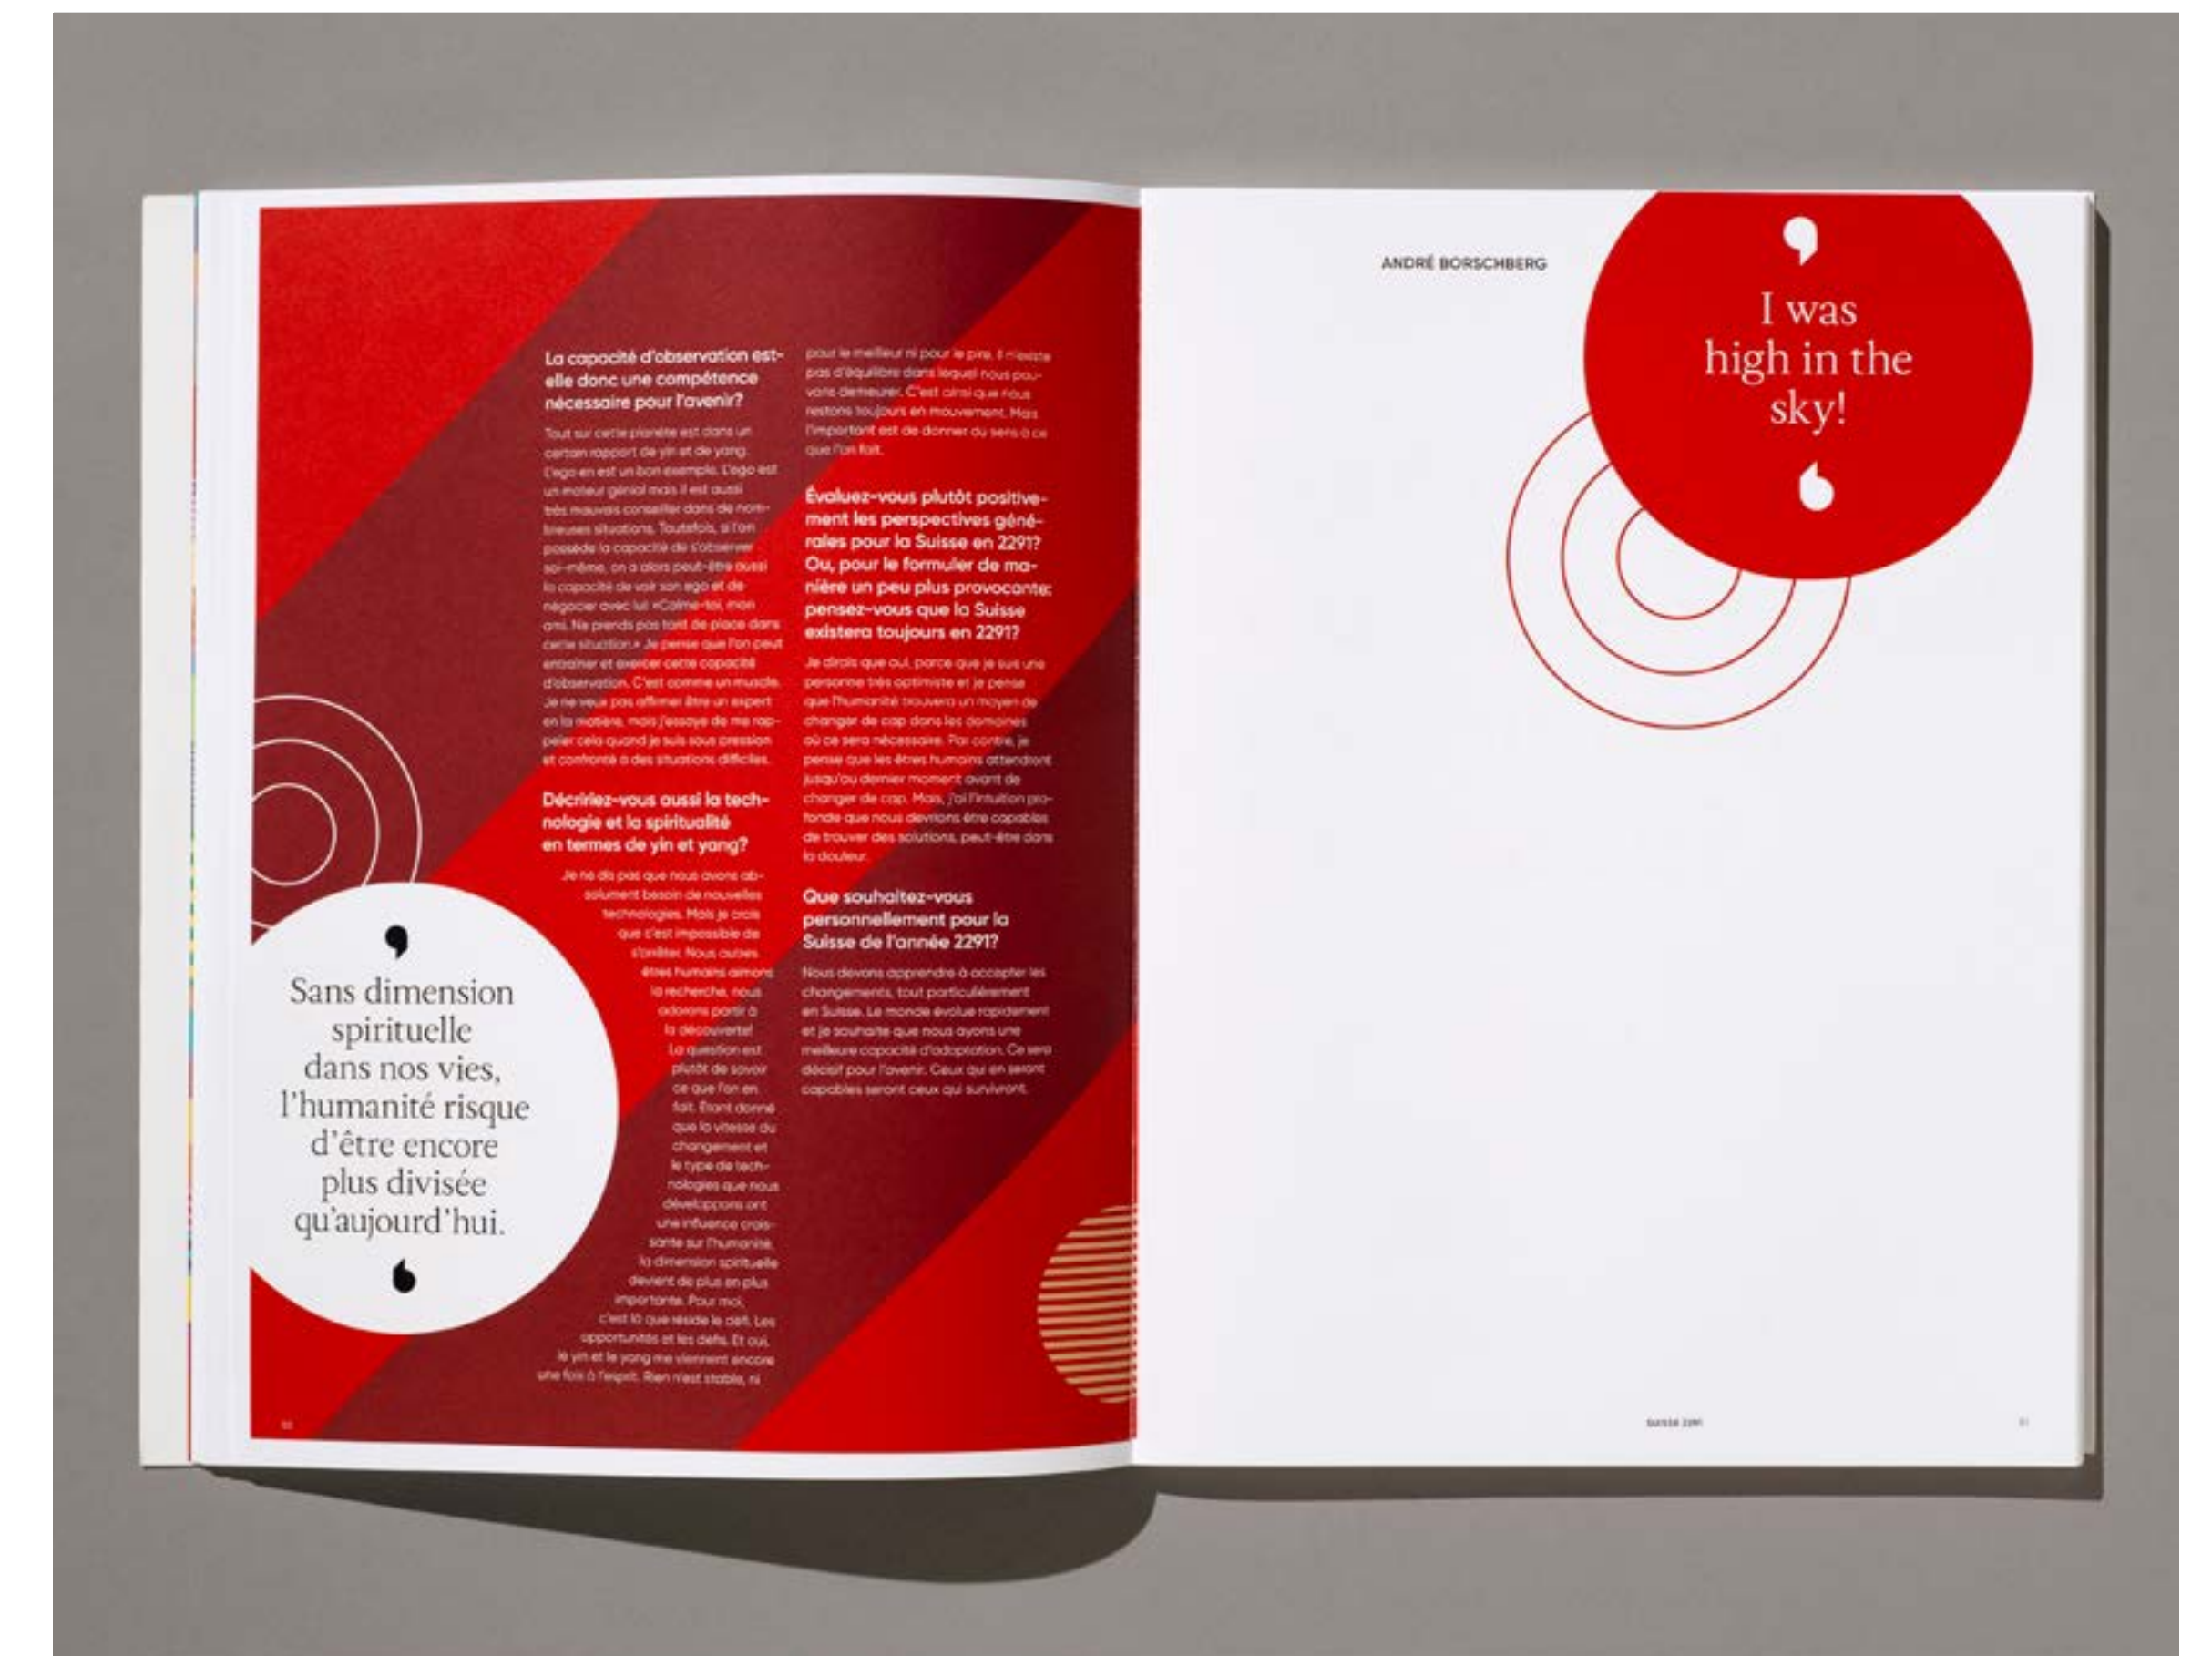 La capacité d'observation est-
elle donc une compétence
nécessaire pour l'avenir?
Tout sur cette planète est dans un
certain rapport de yin et de yang.
L'ego en est un bon exemple. L'ego est
un moteur génial mais il est aussi
très mauvais conseiller dans de nom-
breuses situations. Toutefois, si l'on
possède la capacité de s'observer
soi-même, on a alors peut-être aussi
la capacité de voir son ego et de
négocier avec lui «Calme-toi, mon
ami. Ne prends pas tant de place dans
cette situation.» Je pense que l'on peut
entraîner et exercer cette capacité
d'observation. C'est comme un muscle.
Je ne veux pas affirmer être un expert
en la matière, mais j'essaye de me rap-
peler cela quand je suis sous pression
et confronté à des situations difficiles.
Décririez-vous aussi la tech-
nologie et la spiritualité
en termes de yin et yang?
Je ne dis pas que nous avons ab-
solument besoin de nouvelles
technologies. Mais je crois
que c'est impossible de
s'arrêter. Nous autres
êtres humains aimons
la recherche, nous
adorons partir à
la découverte!
La question est
plutôt de savoir
ce que l'on en
fait. Étant donné
que la vitesse du
changement et
le type de tech-
nologies que nous
développons ont
une influence crois-
sante sur l'humanité,
la dimension spirituelle
devient de plus en plus
importante. Pour moi,
c'est là que réside le défi. Les
opportunités et les défis. Et oui,
le yin et le yang me viennent encore
une fois à l'esprit. Rien n'est stable, ni
pour le meilleur ni pour le pire. Il n'existe
pas d'équilibre dans lequel nous pou-
vons demeurer. C'est ainsi que nous
restons toujours en mouvement. Mais
l'important est de donner du sens à ce
que l'on fait.
Évaluez-vous plutôt positive-
ment les perspectives géné-
rales pour la Suisse en 2291?
Ou, pour le formuler de ma-
nière un peu plus provocante:
pensez-vous que la Suisse
existera toujours en 2291?
Je dirais que oui, parce que je suis une
personne très optimiste et je pense
que l'humanité trouvera un moyen de
changer de cap dans les domaines
où ce sera nécessaire. Par contre, je
pense que les êtres humains attendront
jusqu'au dernier moment avant de
changer de cap. Mais, j'ai l'intuition pro-
fonde que nous devrions être capables
de trouver des solutions, peut-être dans
la douleur.
Que souhaitez-vous
personnellement pour la
Suisse de l'année 2291?
Nous devons apprendre à accepter les
changements, tout particulièrement
en Suisse. Le monde évolue rapidement
et je souhaite que nous ayons une
meilleure capacité d'adaptation. Ce sera
décisif pour l'avenir. Ceux qui en seront
capables seront ceux qui survivront.
❜
Sans dimension
spirituelle
dans nos vies,
l'humanité risque
d'être encore
plus divisée
qu'aujourd'hui.
❛
ANDRÉ BORSCHBERG
❜
I was
high in the
sky!
❛
SUISSE 2291